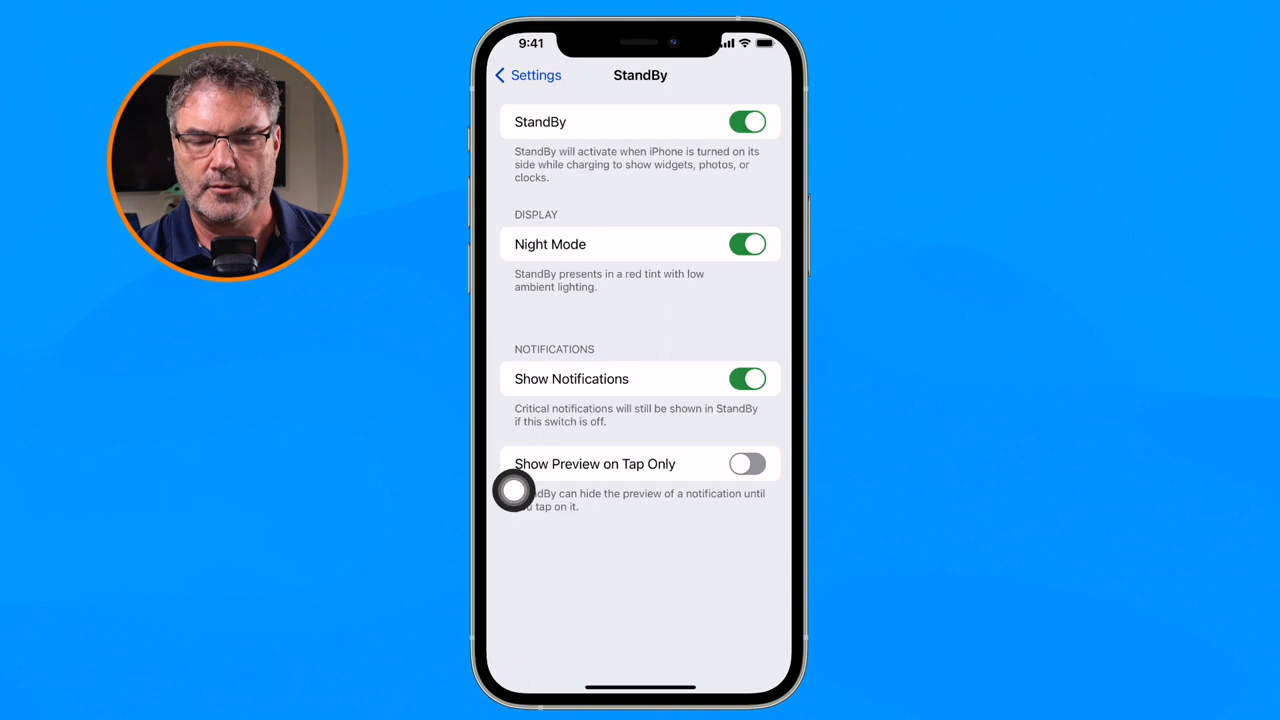 9:41
Settings
StandBy
StandBy
StandBy will activate when iPhone is turned on its
side while charging to show widgets, photos, or
clocks.
DISPLAY
Night Mode
StandBy presents in a red tint with low
ambient lighting.
NOTIFICATIONS
Show Notifications
Critical notifications will still be shown in StandBy
if this switch is off.
Show Preview on Tap Only
can hide the preview of a notification until
tap on it.